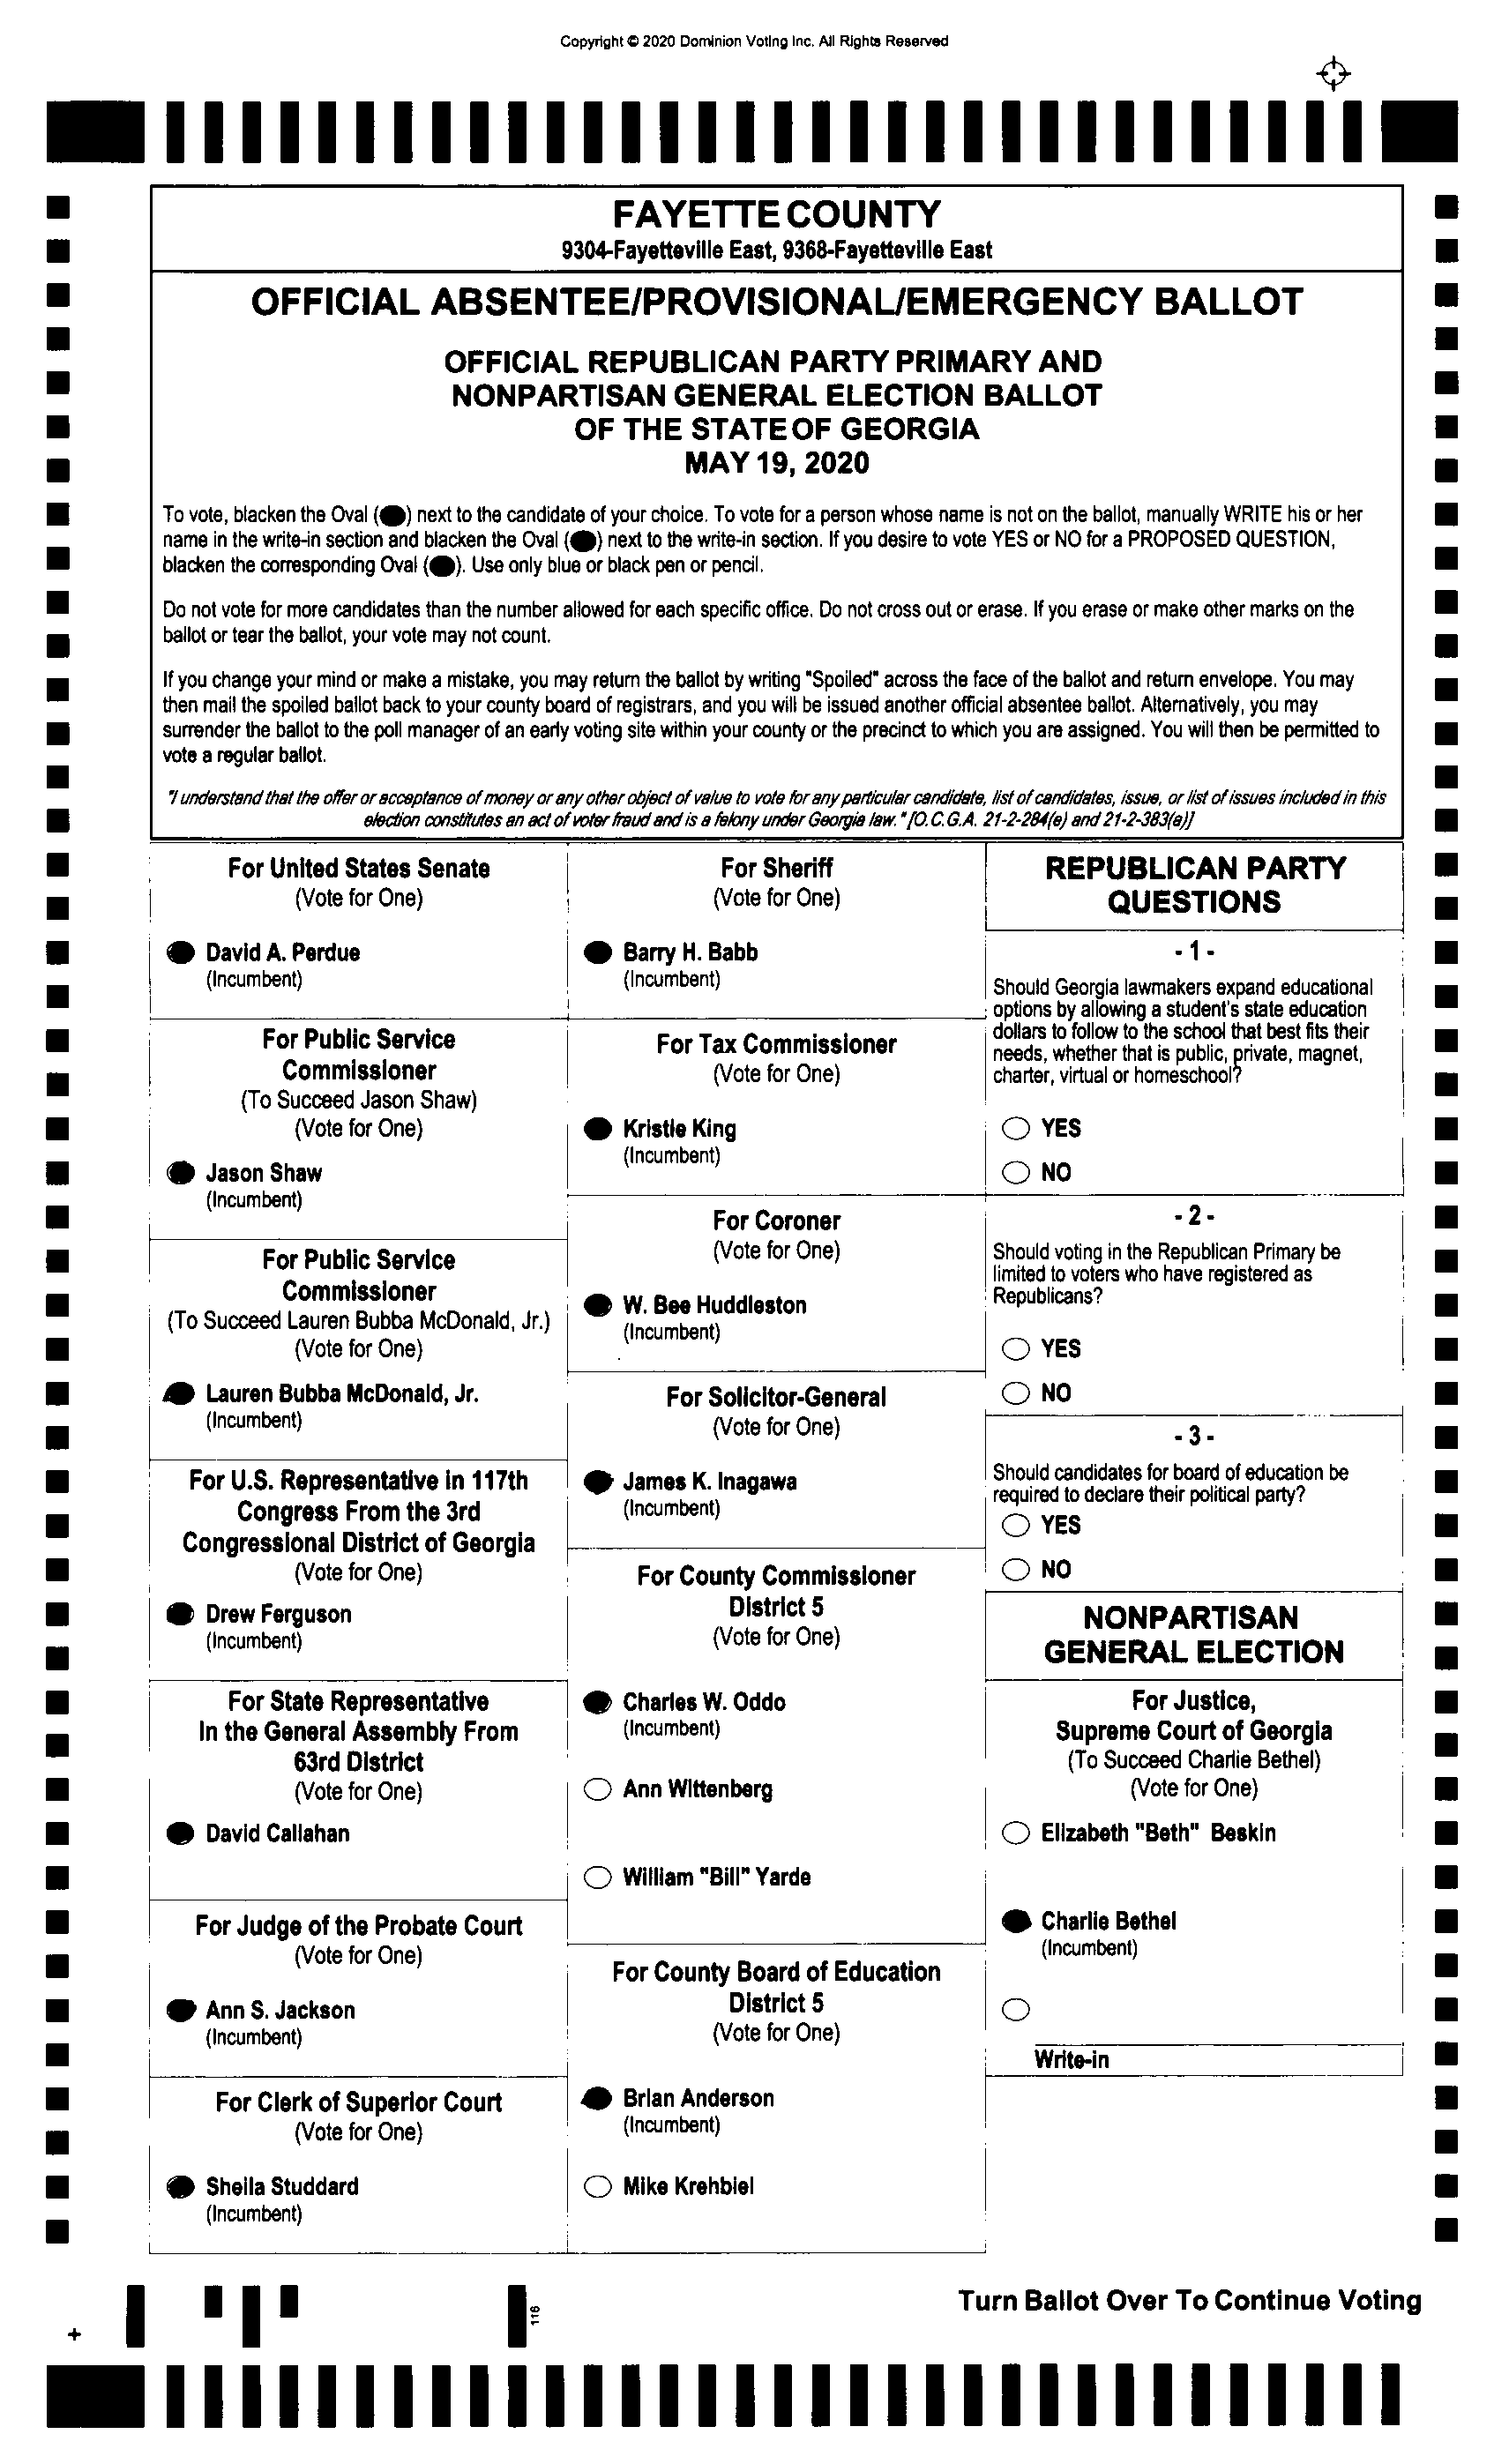 Copyright © 2020 Dominion Voting Inc. All Rights Reserved
FAYETTE COUNTY
9304-Fayetteville East, 9368-Fayetteville East
OFFICIAL ABSENTEE/PROVISIONAL/EMERGENCY BALLOT
OFFICIAL REPUBLICAN PARTY PRIMARY AND
NONPARTISAN GENERAL ELECTION BALLOT
OF THE STATE OF GEORGIA
MAY 19, 2020
To vote, blacken the Oval ( ) next to the candidate of your choice. To vote for a person whose name is not on the ballot, manually WRITE his or her
name in the write-in section and blacken the Oval ( ) next to the write-in section. If you desire to vote YES or NO for a PROPOSED QUESTION,
blacken the corresponding Oval ( ). Use only blue or black pen or pencil.
Do not vote for more candidates than the number allowed for each specific office. Do not cross out or erase. If you erase or make other marks on the
ballot or tear the ballot, your vote may not count.
If you change your mind or make a mistake, you may return the ballot by writing "Spoiled" across the face of the ballot and return envelope. You may
then mail the spoiled ballot back to your county board of registrars, and you will be issued another official absentee ballot. Alternatively, you may
surrender the ballot to the poll manager of an early voting site within your county or the precinct to which you are assigned. You will then be permitted to
vote a regular ballot.
"I understand that the offer or acceptance of money or any other object of value to vote for any particular candidate, list of candidates, issue, or list of issues included in this
election constitutes an act of voter fraud and is a felony under Georgia law." [O.C.G.A. 21-2-284(e) and 21-2-383(a)]
For United States Senate
(Vote for One)
David A. Perdue
(Incumbent)
For Public Service
Commissioner
(To Succeed Jason Shaw)
(Vote for One)
Jason Shaw
(Incumbent)
For Public Service
Commissioner
(To Succeed Lauren Bubba McDonald, Jr.)
(Vote for One)
Lauren Bubba McDonald, Jr.
(Incumbent)
For U.S. Representative in 117th
Congress From the 3rd
Congressional District of Georgia
(Vote for One)
Drew Ferguson
(Incumbent)
For State Representative
In the General Assembly From
63rd District
(Vote for One)
David Callahan
For Judge of the Probate Court
(Vote for One)
Ann S. Jackson
(Incumbent)
For Clerk of Superior Court
(Vote for One)
Sheila Studdard
(Incumbent)
For Sheriff
(Vote for One)
Barry H. Babb
(Incumbent)
For Tax Commissioner
(Vote for One)
Kristie King
(Incumbent)
For Coroner
(Vote for One)
W. Bee Huddleston
(Incumbent)
For Solicitor-General
(Vote for One)
James K. Inagawa
(Incumbent)
For County Commissioner
District 5
(Vote for One)
Charles W. Oddo
(Incumbent)
Ann Wittenberg
William "Bill" Yarde
For County Board of Education
District 5
(Vote for One)
Brian Anderson
(Incumbent)
Mike Krehbiel
REPUBLICAN PARTY
QUESTIONS
- 1 -
Should Georgia lawmakers expand educational
options by allowing a student's state education
dollars to follow to the school that best fits their
needs, whether that is public, private, magnet,
charter, virtual or homeschool?
YES
NO
- 2 -
Should voting in the Republican Primary be
limited to voters who have registered as
Republicans?
YES
NO
- 3 -
Should candidates for board of education be
required to declare their political party?
YES
NO
NONPARTISAN
GENERAL ELECTION
For Justice,
Supreme Court of Georgia
(To Succeed Charlie Bethel)
(Vote for One)
Elizabeth "Beth" Beskin
Charlie Bethel
(Incumbent)
Write-in
116
Turn Ballot Over To Continue Voting